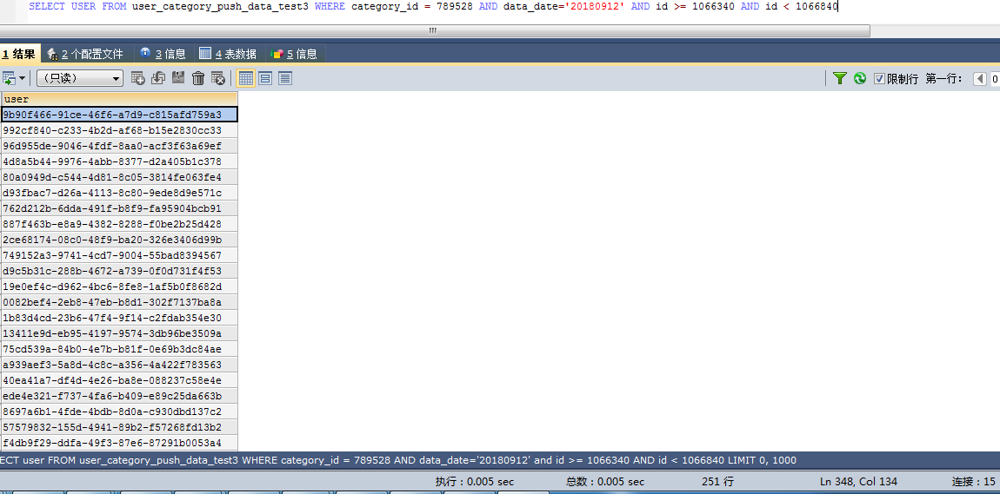 SELECT USER FROM user_category_push_data_test3 WHERE category_id = 789528 AND data_date='20180912' AND id >= 1066340 AND id < 1066840
1 结果 2 个配置文件 3 信息 4 表数据 5 信息
（只读） 限制行 第一行: 0
user
9b90f466-91ce-46f6-a7d9-c815afd759a3
992cf840-c233-4b2d-af68-b15e2830cc33
96d955de-9046-4fdf-8aa0-acf3f63a69ef
4d8a5b44-9976-4abb-8377-d2a405b1c378
80a0949d-c544-4d81-8c05-3814fe063fe4
d93fbac7-d26a-4113-8c80-9ede8d9e571c
762d212b-6dda-491f-b8f9-fa95904bcb91
887f463b-e8a9-4382-8288-f0be2b25d428
2ce68174-08c0-48f9-ba20-326e3406d99b
749152a3-9741-4cd7-9004-55bad8394567
d9c5b31c-288b-4672-a739-0f0d731f4f53
19e0ef4c-d962-4bc6-8fe8-1af5b0f8682d
0082bef4-2eb8-47eb-b8d1-302f7137ba8a
1b83d4cd-23b6-47f4-9f14-c2fdab354e30
13411e9d-eb95-4197-9574-3db96be3509a
75cd539a-84b0-4e7b-b81f-0e69b3dc84ae
a939aef3-5a8d-4c8c-a356-4a422f783563
40ea41a7-df4d-4e26-ba8e-088237c58e4e
ede4e321-f737-4fa6-b409-e89c25da663b
8697a6b1-4fde-4bdb-8d0a-c930dbd137c2
57579832-155d-4941-89b2-f57268fd13b2
f4db9f29-ddfa-49f3-87e6-87291b0053a4
ECT user FROM user_category_push_data_test3 WHERE category_id = 789528 AND data_date='20180912' and id >= 1066340 AND id < 1066840 LIMIT 0, 1000
执行：0.005 sec 总数：0.005 sec 251 行 Ln 348, Col 134 连接：15